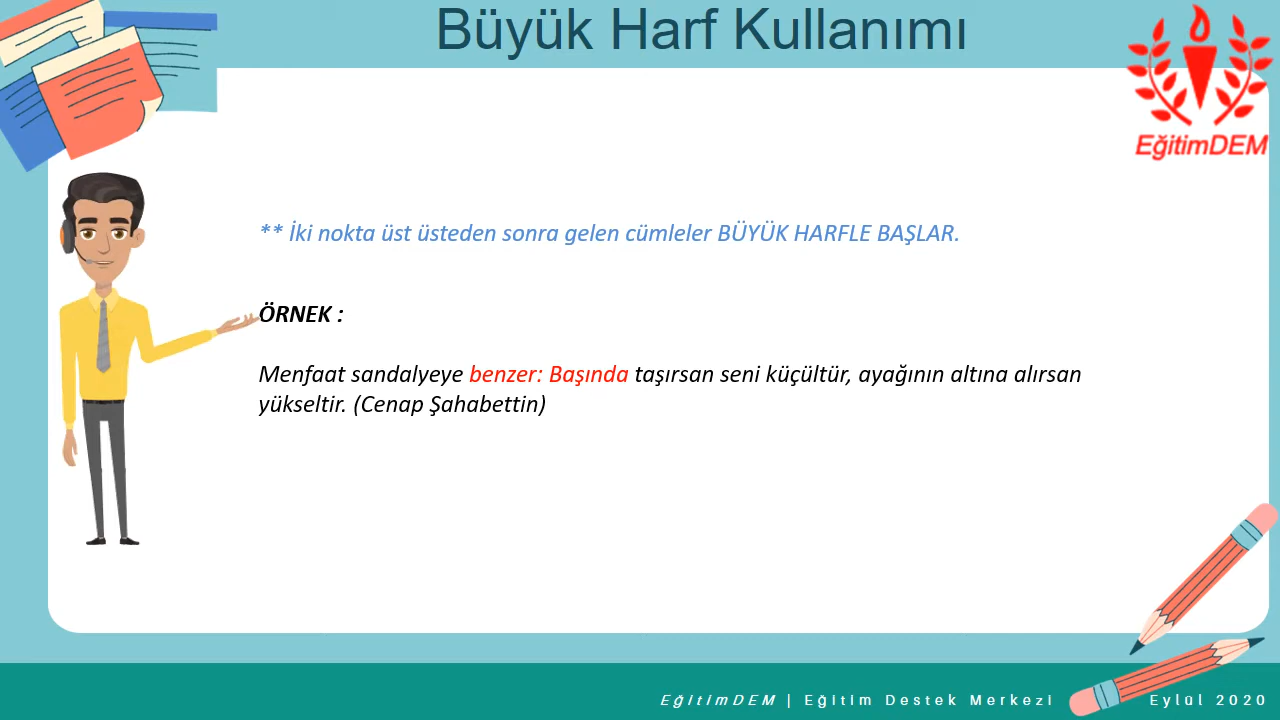 Büyük Harf Kullanımı
EğitimDEM
** İki nokta üst üsteden sonra gelen cümleler BÜYÜK HARFLE BAŞLAR.
ÖRNEK :
Menfaat sandalyeye benzer: Başında taşırsan seni küçültür, ayağının altına alırsan
yükseltir. (Cenap Şahabettin)
EğitimDEM | Eğitim Destek Merkezi
Eylül 2020